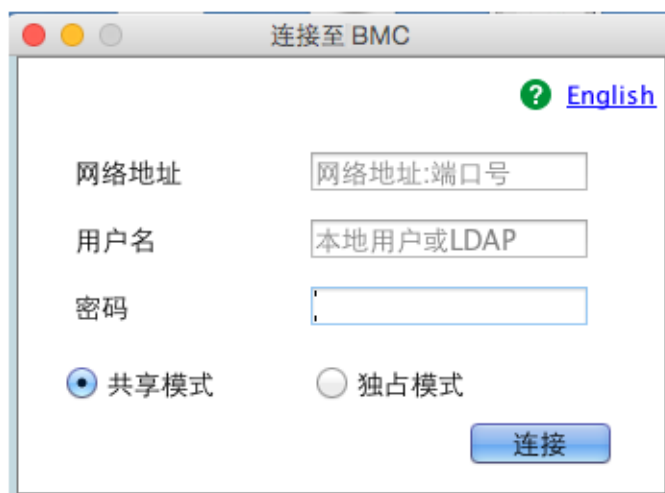 连接至 BMC
? English
网络地址 网络地址:端口号
用户名 本地用户或LDAP
密码
共享模式 独占模式
连接